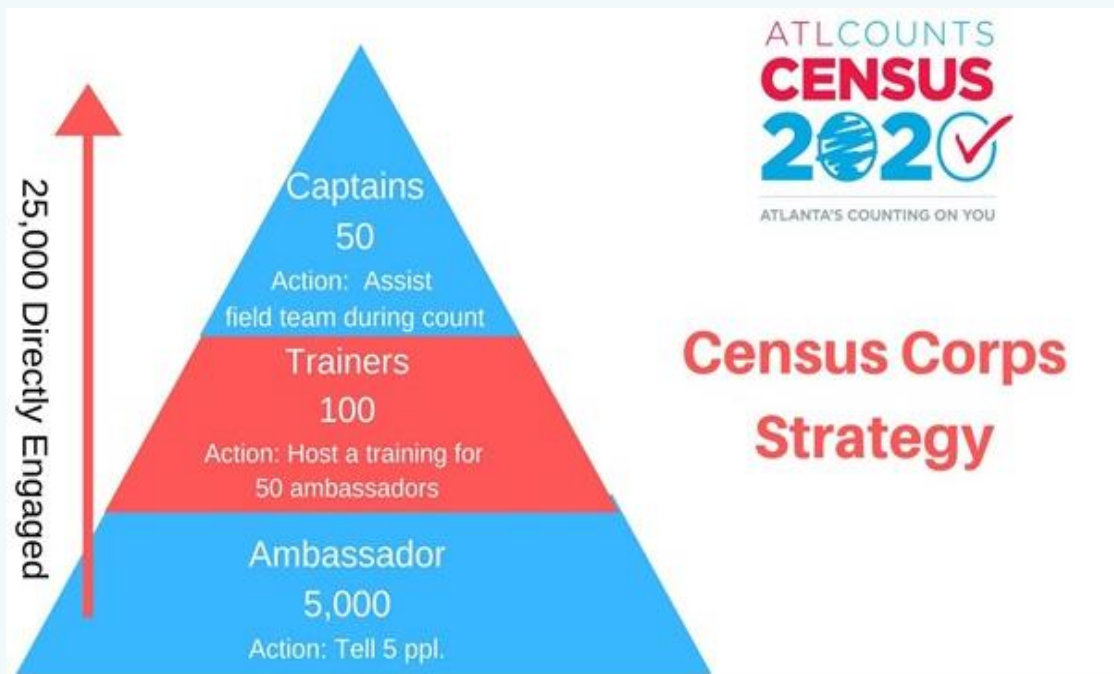 ATLCOUNTS
CENSUS
2020
ATLANTA'S COUNTING ON YOU
Census Corps
Strategy
25,000 Directly Engaged
Captains
50
Action: Assist
field team during count
Trainers
100
Action: Host a training for
50 ambassadors
Ambassador
5,000
Action: Tell 5 ppl.